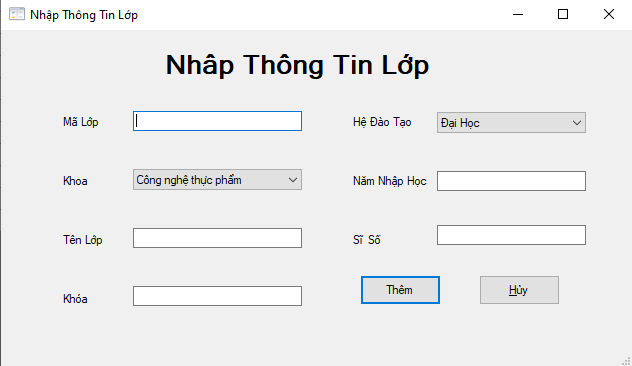 Nhập Thông Tin Lớp
Nhâp Thông Tin Lớp
Mã Lớp
Hệ Đào Tạo
Đại Học
Khoa
Công nghệ thực phẩm
Năm Nhập Học
Tên Lớp
Sĩ Số
Khóa
Thêm
Hủy